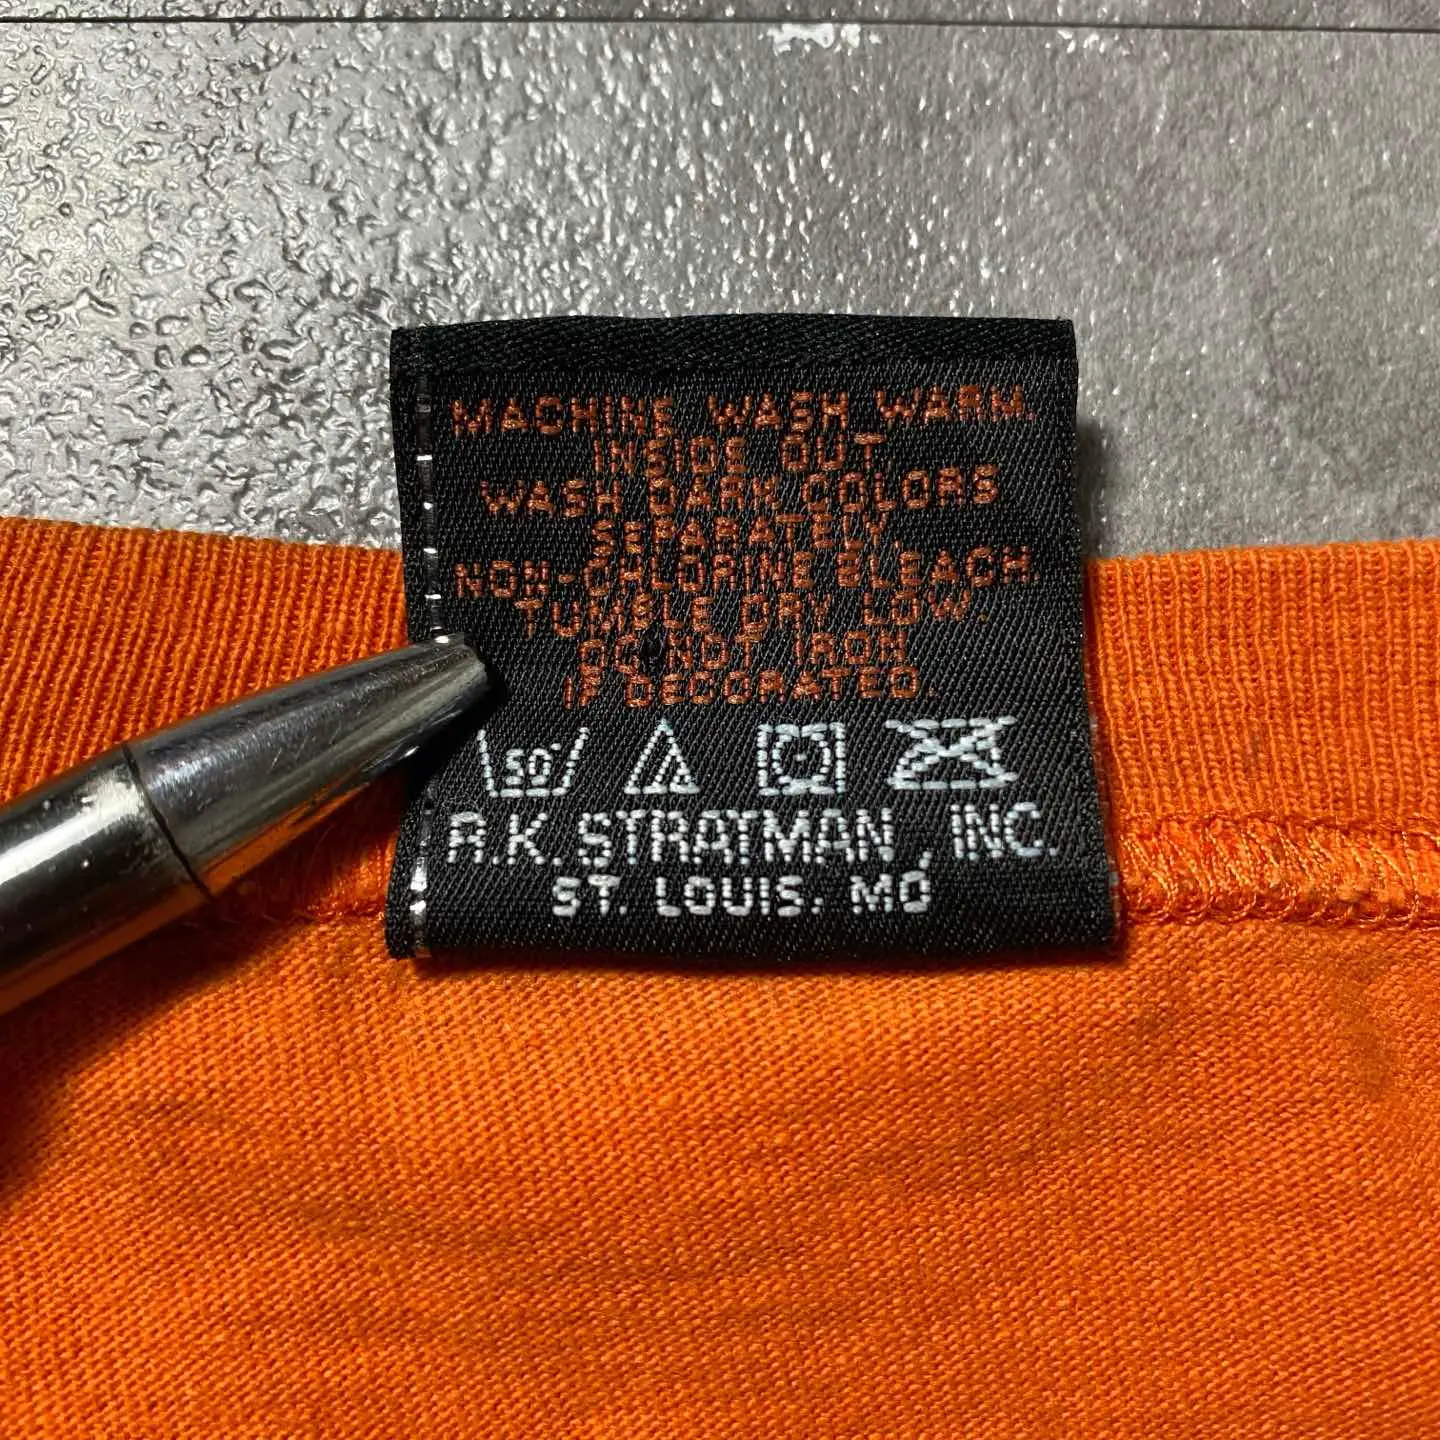 MACHINE WASH WARM.
INSIDE OUT,
WASH DARK COLORS
SEPARATELY,
NON-CHLORINE BLEACH.
TUMBLE DRY LOW.
DO NOT IRON
IF DECORATED.
50°
R.K. STRATMAN, INC.
ST. LOUIS, MO